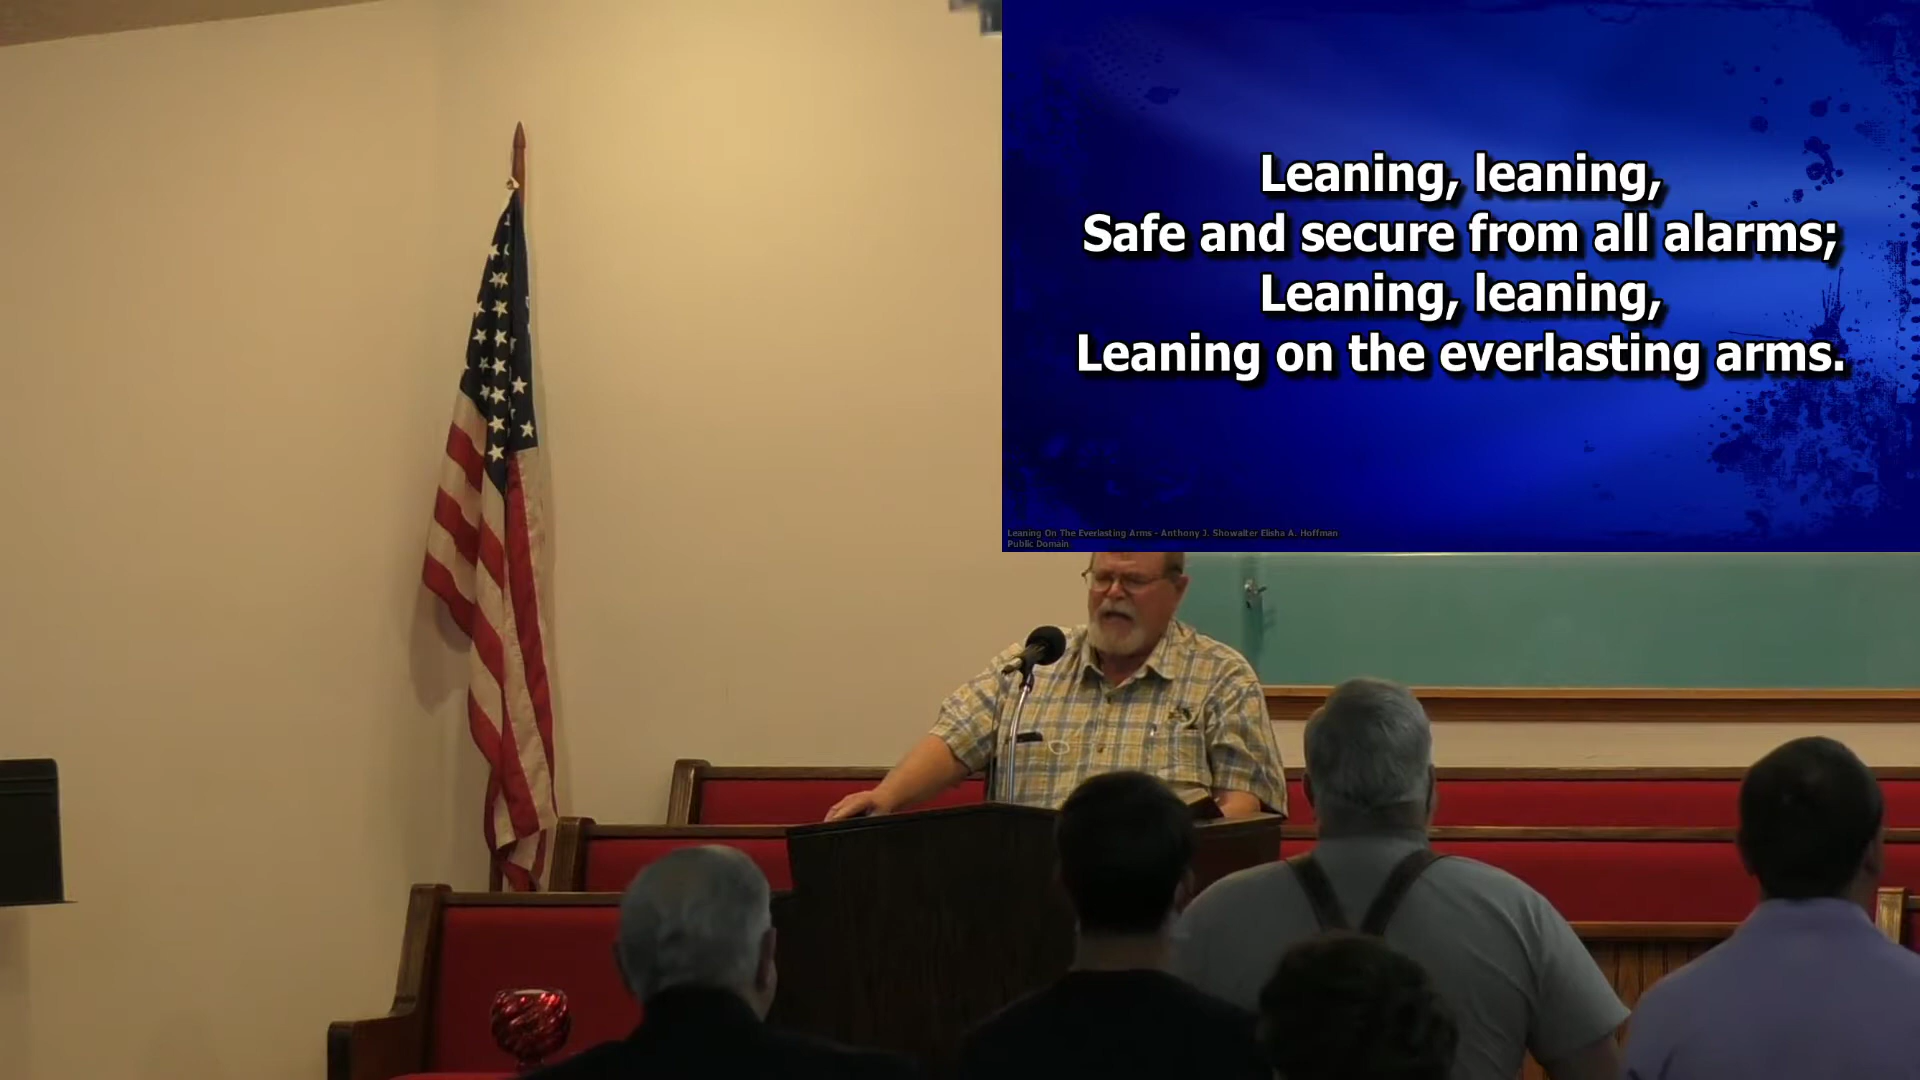 Leaning, leaning,
Safe and secure from all alarms;
Leaning, leaning,
Leaning on the everlasting arms.
Leaning On The Everlasting Arms - Anthony J. Showalter Elisha A. Hoffman
Public Domain